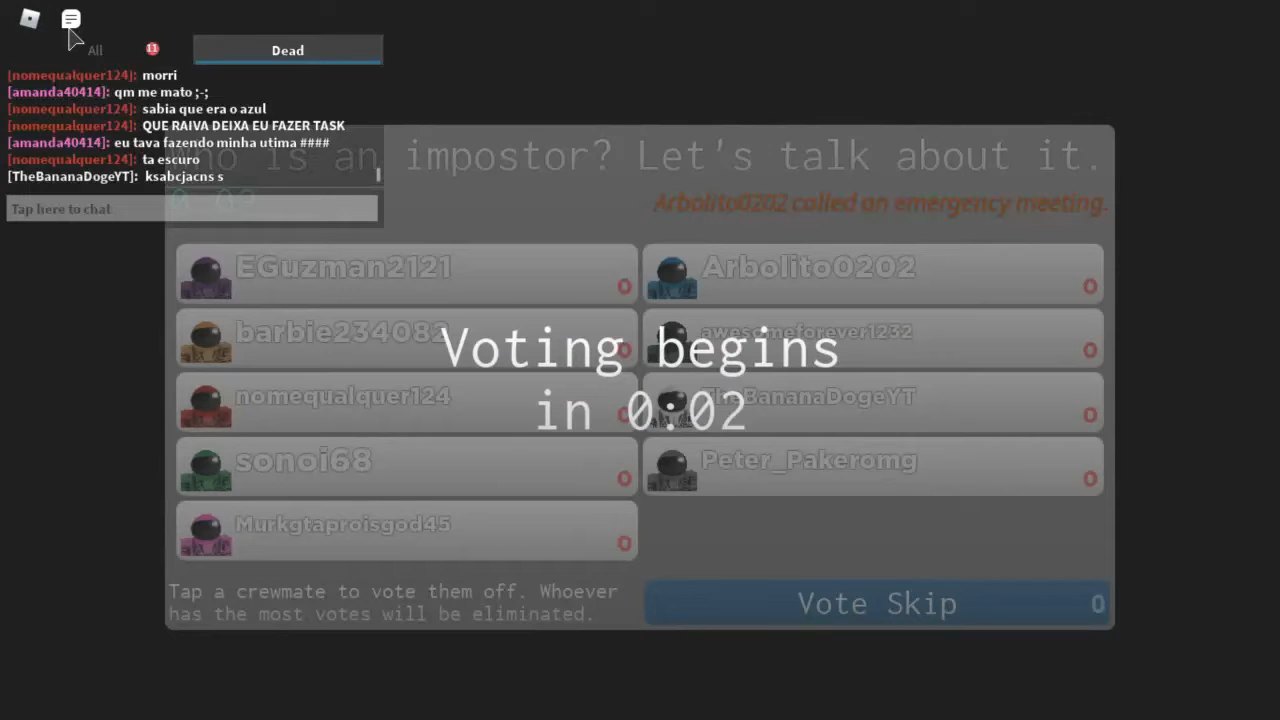 All
11
Dead
[nomequalquer124]: morri
[amanda40414]: qm me mato ;-;
[nomequalquer124]: sabia que era o azul
[nomequalquer124]: QUE RAIVA DEIXA EU FAZER TASK
[amanda40414]: eu tava fazendo minha utima ####
[nomequalquer124]: ta escuro
[TheBananaDogeYT]: ksabcjacns s
Tap here to chat
Who is an impostor? Let's talk about it.
Arbolito0202 called an emergency meeting.
EGuzman2121 0
Arbolito0202 0
barbie234082 0
awesomeforever1232 0
Voting begins
in 0:02
nomequalquer124 0
TheBananaDogeYT 0
sonoi68 0
Peter_Pakeromg 0
Murkgtaproisgod45 0
Tap a crewmate to vote them off. Whoever
has the most votes will be eliminated.
Vote Skip 0